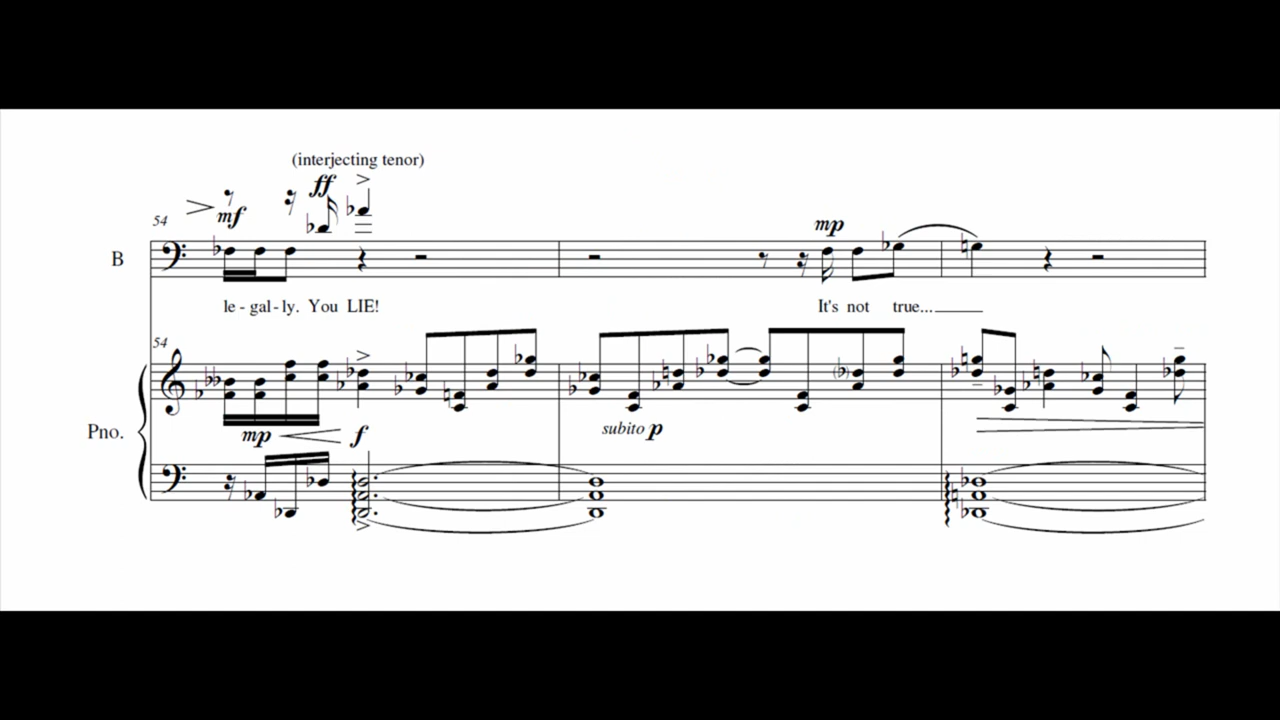 (interjecting tenor)
ff
mf
54
mp
B
le - gal - ly. You LIE!
It's not true...
54
Pno.
mp
f
subito p